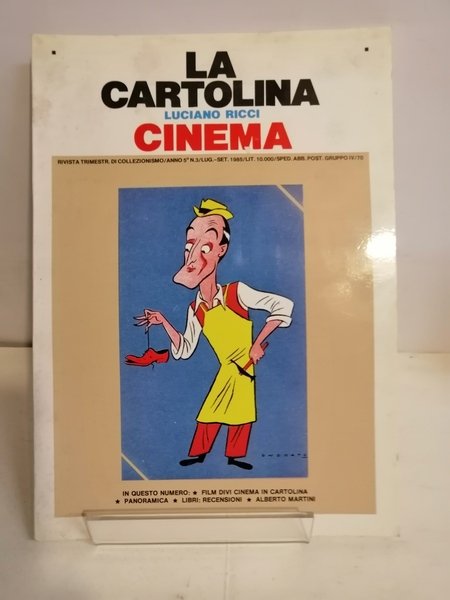 LA
CARTOLINA
LUCIANO RICCI
CINEMA
RIVISTA TRIMESTR. DI COLLEZIONISMO/ANNO 5° N.3/LUG.-SET. 1985/LIT. 10.000/SPED. ABB. POST. GRUPPO IV/70
IN QUESTO NUMERO: ★ FILM DIVI CINEMA IN CARTOLINA
★ PANORAMICA ★ LIBRI: RECENSIONI ★ ALBERTO MARTINI